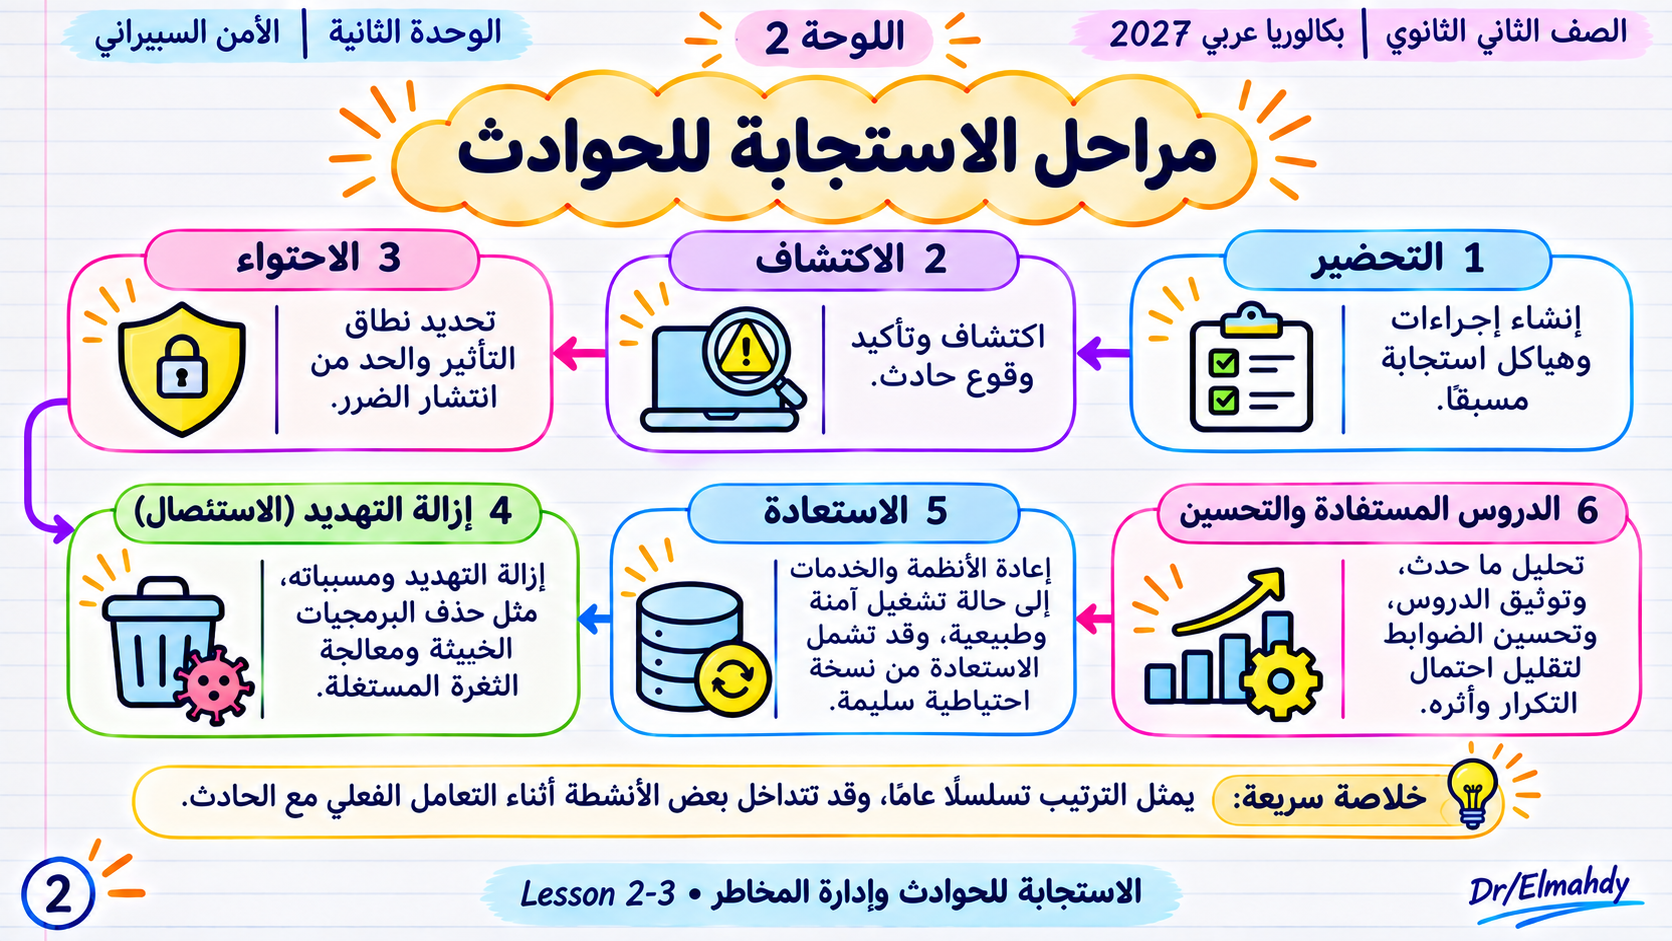 الصف الثاني الثانوي | بكالوريا عربي 2027
اللوحة 2
الوحدة الثانية | الأمن السيبراني
مراحل الاستجابة للحوادث
1 التحضير
إنشاء إجراءات
وهياكل استجابة
مسبقًا.
2 الاكتشاف
اكتشاف وتأكيد
وقوع حادث.
3 الاحتواء
تحديد نطاق
التأثير والحد من
انتشار الضرر.
4 إزالة التهديد (الاستئصال)
إزالة التهديد ومسبباته،
مثل حذف البرمجيات
الخبيثة ومعالجة
الثغرة المستغلة.
5 الاستعادة
إعادة الأنظمة والخدمات
إلى حالة تشغيل آمنة
وطبيعية، وقد تشمل
الاستعادة من نسخة
احتياطية سليمة.
6 الدروس المستفادة والتحسين
تحليل ما حدث،
وتوثيق الدروس،
وتحسين الضوابط
لتقليل احتمال
التكرار وأثره.
خلاصة سريعة: يمثل الترتيب تسلسلًا عامًا، وقد تتداخل بعض الأنشطة أثناء التعامل الفعلي مع الحادث.
Dr/Elmahdy
الاستجابة للحوادث وإدارة المخاطر • Lesson 2-3
2